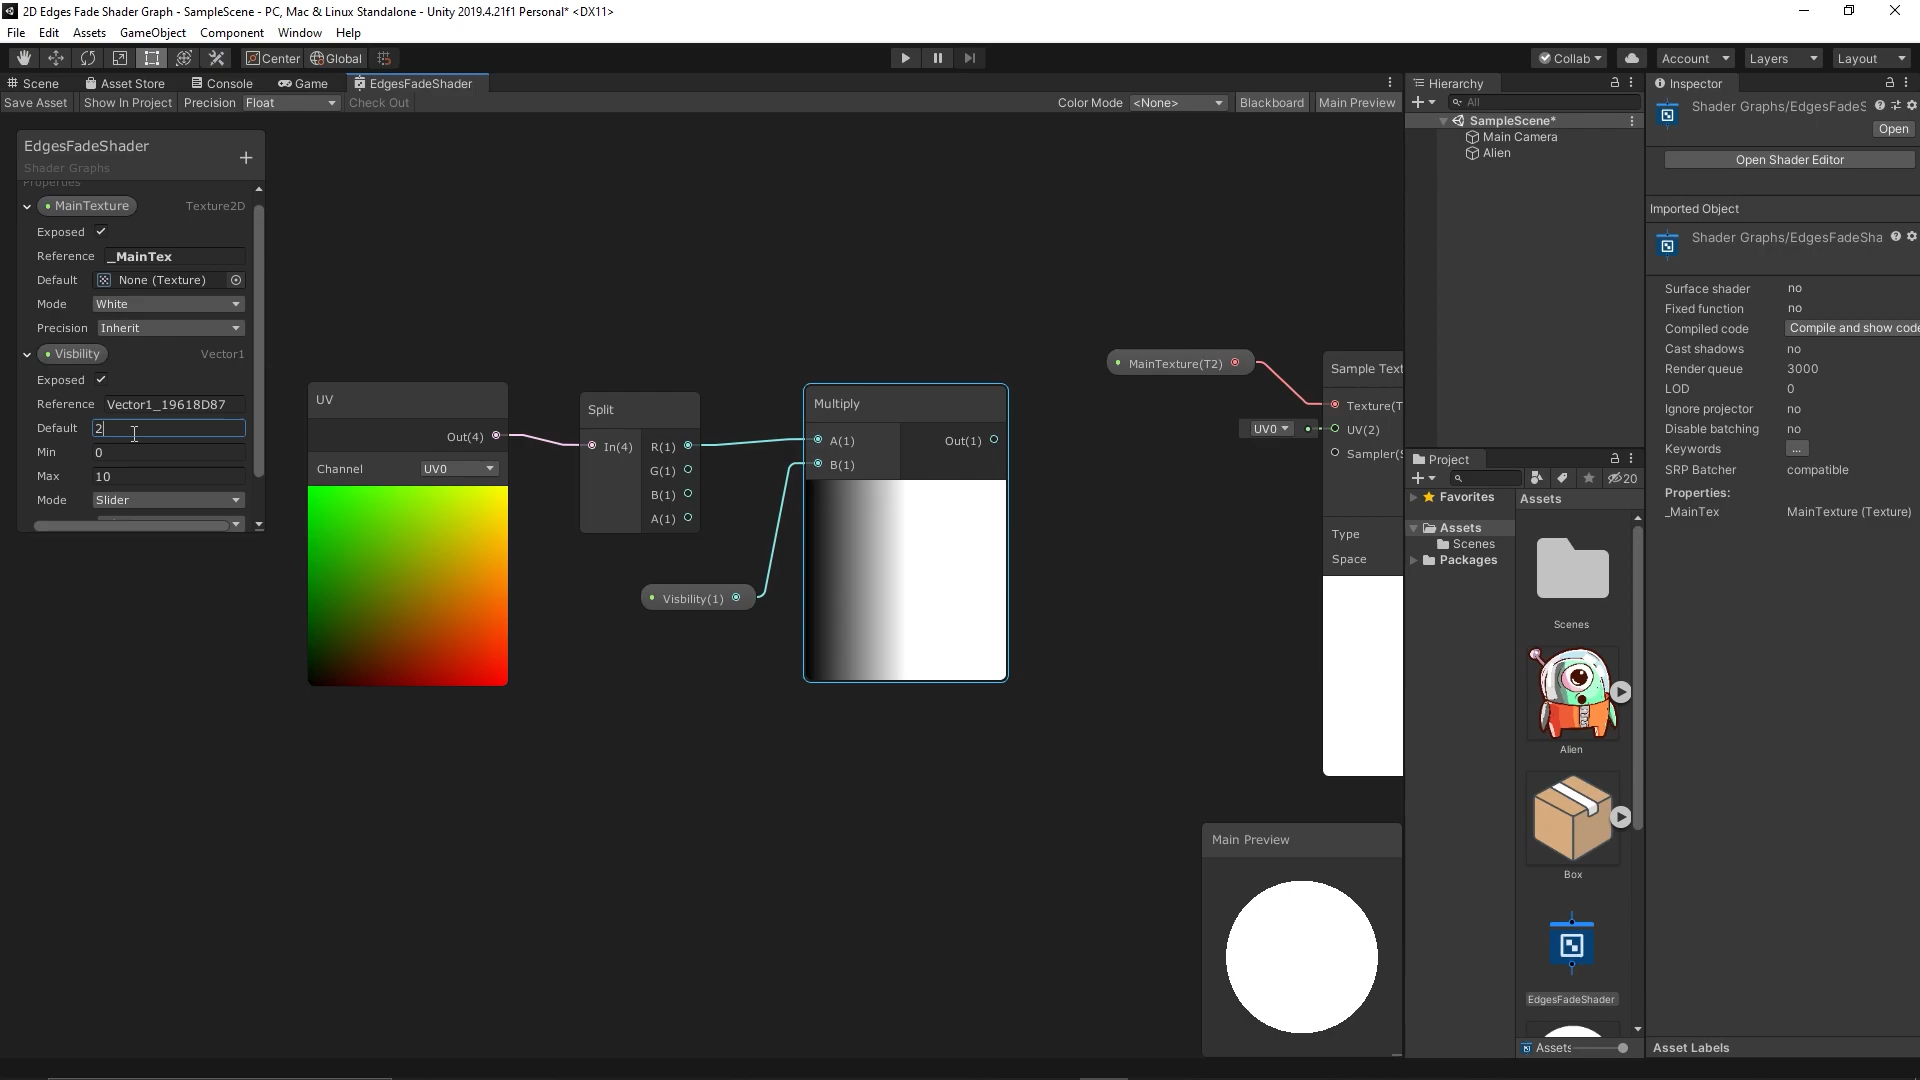 2D Edges Fade Shader Graph - SampleScene - PC, Mac & Linux Standalone - Unity 2019.4.21f1 Personal* <DX11>
File Edit Assets GameObject Component Window Help
Center Global Collab Account Layers Layout
Scene Asset Store Console Game EdgesFadeShader
Save Asset Show In Project Precision Float Check Out Color Mode <None> Blackboard Main Preview
EdgesFadeShader
Shader Graphs
Properties
MainTexture Texture2D
Exposed
Reference _MainTex
Default None (Texture)
Mode White
Precision Inherit
Visbility Vector1
Exposed
Reference Vector1_19618D87
Default 2
Min 0
Max 10
Mode Slider
UV
Out(4)
Channel UV0
Split
In(4) R(1)
G(1)
B(1)
A(1)
Visbility(1)
Multiply
A(1) Out(1)
B(1)
MainTexture(T2)
UV0
Sample Text
Texture(T
UV(2)
Sampler(S
Type
Space
Main Preview
Hierarchy
All
SampleScene*
Main Camera
Alien
Project
20
Favorites
Assets
Scenes
Packages
Assets
Scenes
Alien
Box
EdgesFadeShader
Assets
Inspector
Shader Graphs/EdgesFadeS
Open
Open Shader Editor
Imported Object
Shader Graphs/EdgesFadeSha
Surface shader no
Fixed function no
Compiled code Compile and show code
Cast shadows no
Render queue 3000
LOD 0
Ignore projector no
Disable batching no
Keywords ...
SRP Batcher compatible
Properties:
_MainTex MainTexture (Texture)
Asset Labels